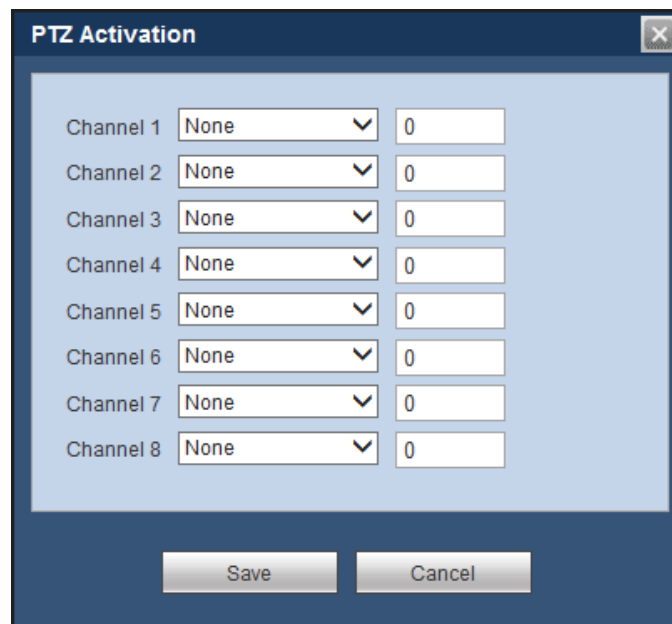 PTZ Activation
Channel 1 None 0
Channel 2 None 0
Channel 3 None 0
Channel 4 None 0
Channel 5 None 0
Channel 6 None 0
Channel 7 None 0
Channel 8 None 0
Save Cancel